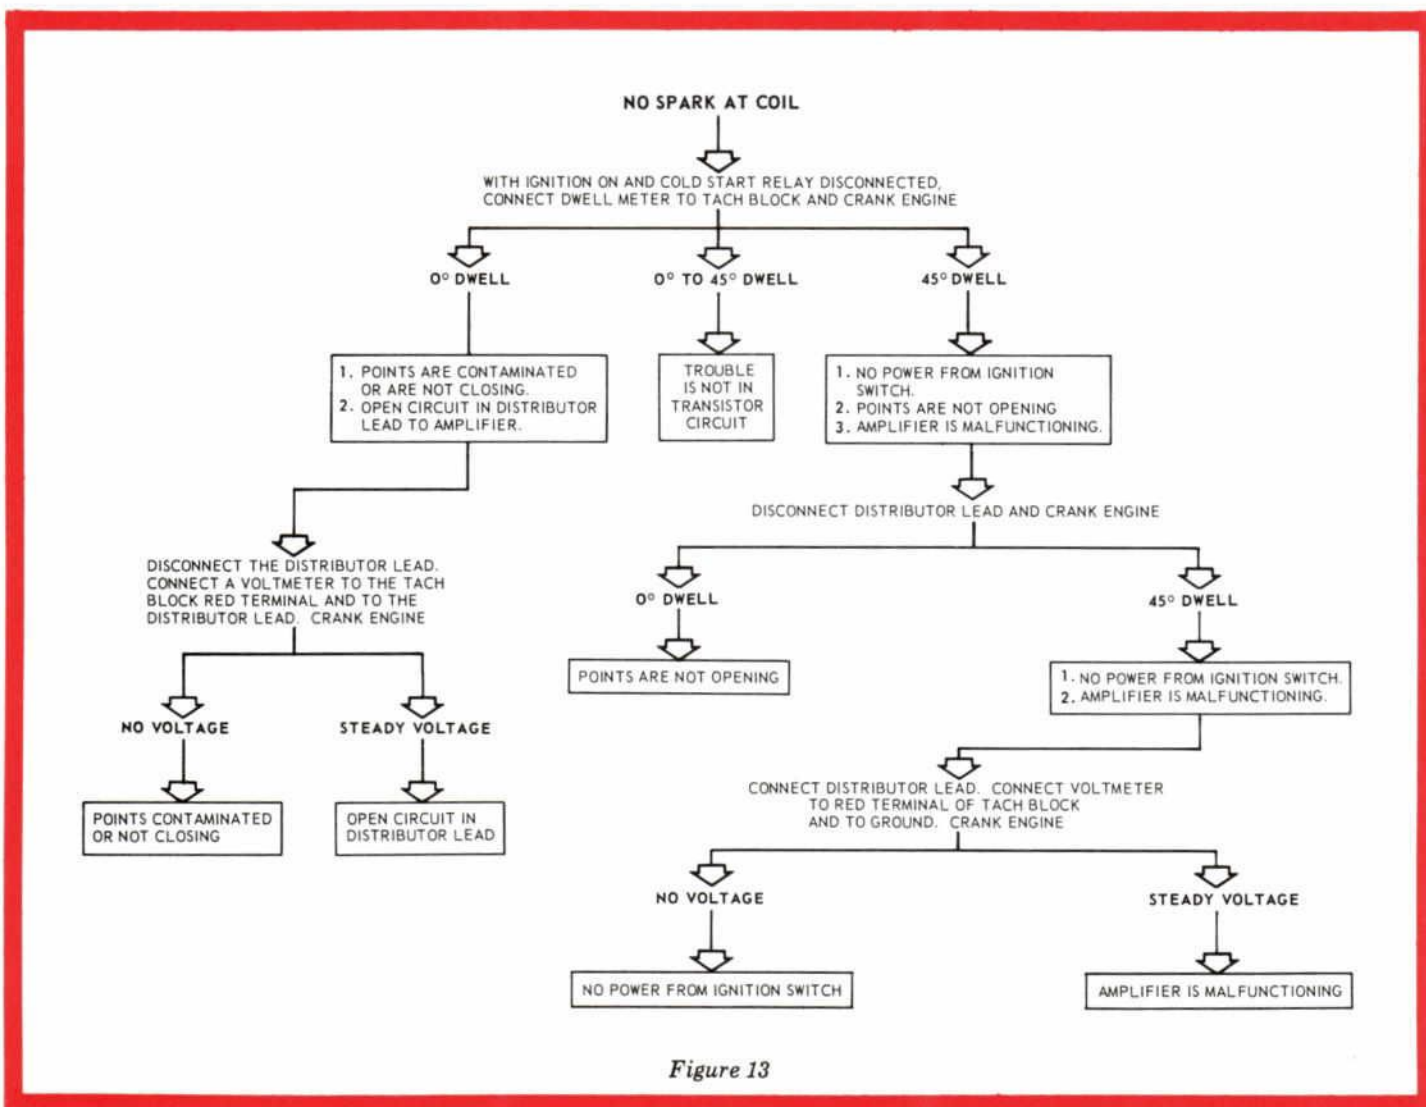 NO SPARK AT COIL
WITH IGNITION ON AND COLD START RELAY DISCONNECTED,
CONNECT DWELL METER TO TACH BLOCK AND CRANK ENGINE
0° DWELL
0° TO 45° DWELL
45° DWELL
1. POINTS ARE CONTAMINATED
OR ARE NOT CLOSING.
2. OPEN CIRCUIT IN DISTRIBUTOR
LEAD TO AMPLIFIER.
TROUBLE
IS NOT IN
TRANSISTOR
CIRCUIT
1. NO POWER FROM IGNITION
SWITCH.
2. POINTS ARE NOT OPENING
3. AMPLIFIER IS MALFUNCTIONING.
DISCONNECT DISTRIBUTOR LEAD AND CRANK ENGINE
DISCONNECT THE DISTRIBUTOR LEAD.
CONNECT A VOLTMETER TO THE TACH
BLOCK RED TERMINAL AND TO THE
DISTRIBUTOR LEAD. CRANK ENGINE
0° DWELL
45° DWELL
POINTS ARE NOT OPENING
1. NO POWER FROM IGNITION SWITCH.
2. AMPLIFIER IS MALFUNCTIONING.
NO VOLTAGE
STEADY VOLTAGE
POINTS CONTAMINATED
OR NOT CLOSING
OPEN CIRCUIT IN
DISTRIBUTOR LEAD
CONNECT DISTRIBUTOR LEAD. CONNECT VOLTMETER
TO RED TERMINAL OF TACH BLOCK
AND TO GROUND. CRANK ENGINE
NO VOLTAGE
STEADY VOLTAGE
NO POWER FROM IGNITION SWITCH
AMPLIFIER IS MALFUNCTIONING
Figure 13